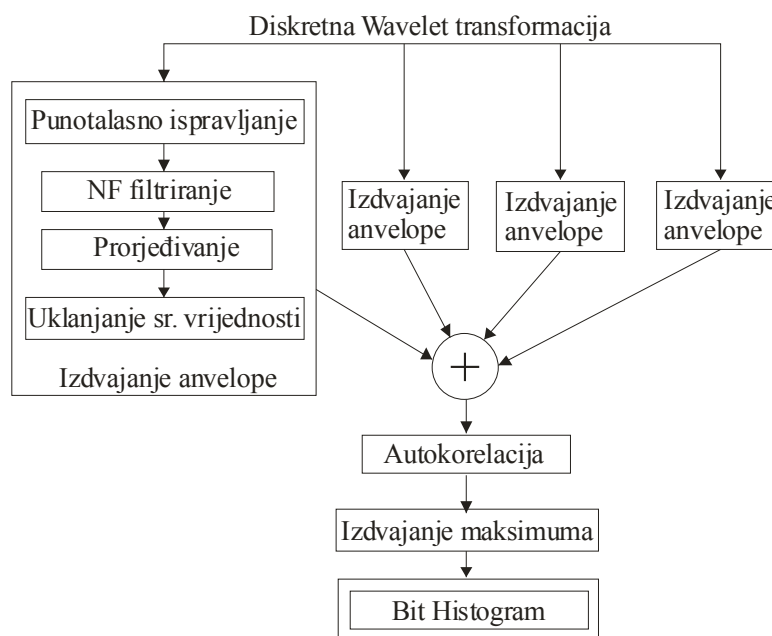 Diskretna Wavelet transformacija
Punotalasno ispravljanje
NF filtriranje
Prorjeđivanje
Uklanjanje sr. vrijednosti
Izdvajanje anvelope
Izdvajanje
anvelope
Izdvajanje
anvelope
Izdvajanje
anvelope
+
Autokorelacija
Izdvajanje maksimuma
Bit Histogram